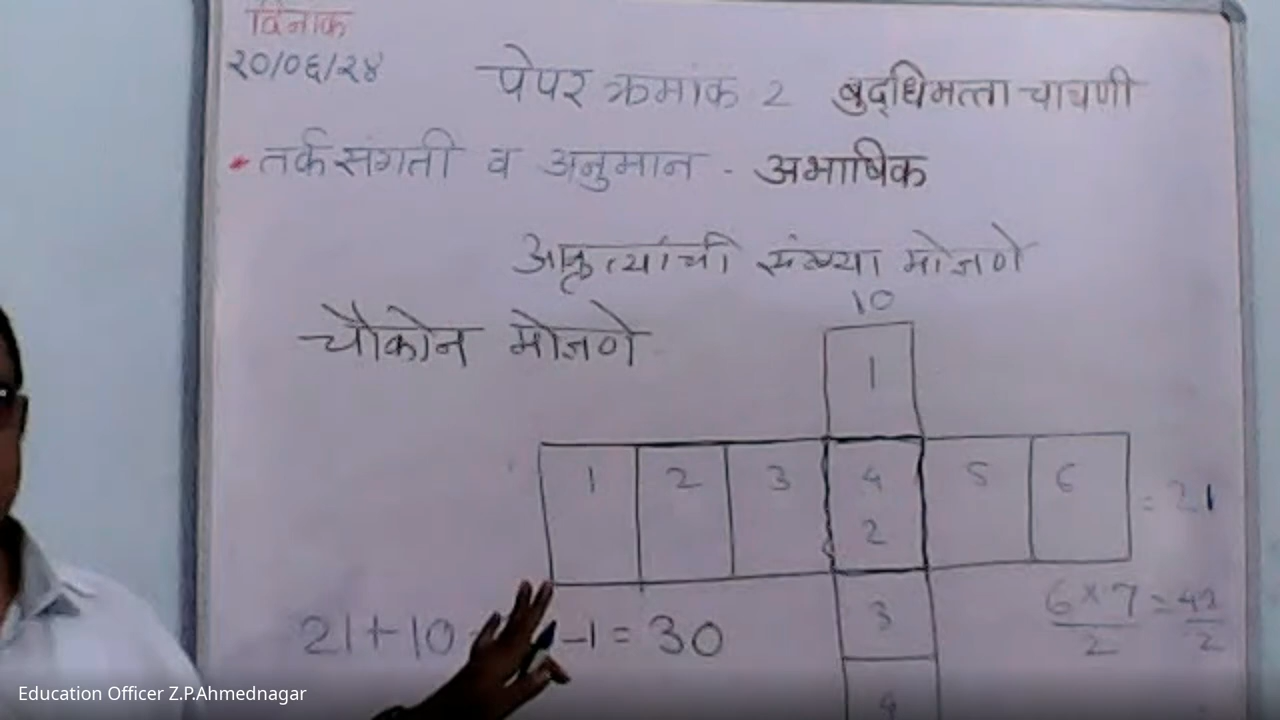 दिनांक
२०/०६/२४
पेपर क्रमांक 2 बुद्धिमत्ता चाचणी
तर्कसंगती व अनुमान - अभाषिक
आकृत्यांची संख्या मोजणे
चौकोन मोजणे
10
1
1 2 3 4 5 6 = 21
2
3
4
6 × 7 = 42
2 2
21 + 10 -1 = 30
Education Officer Z.P.Ahmednagar